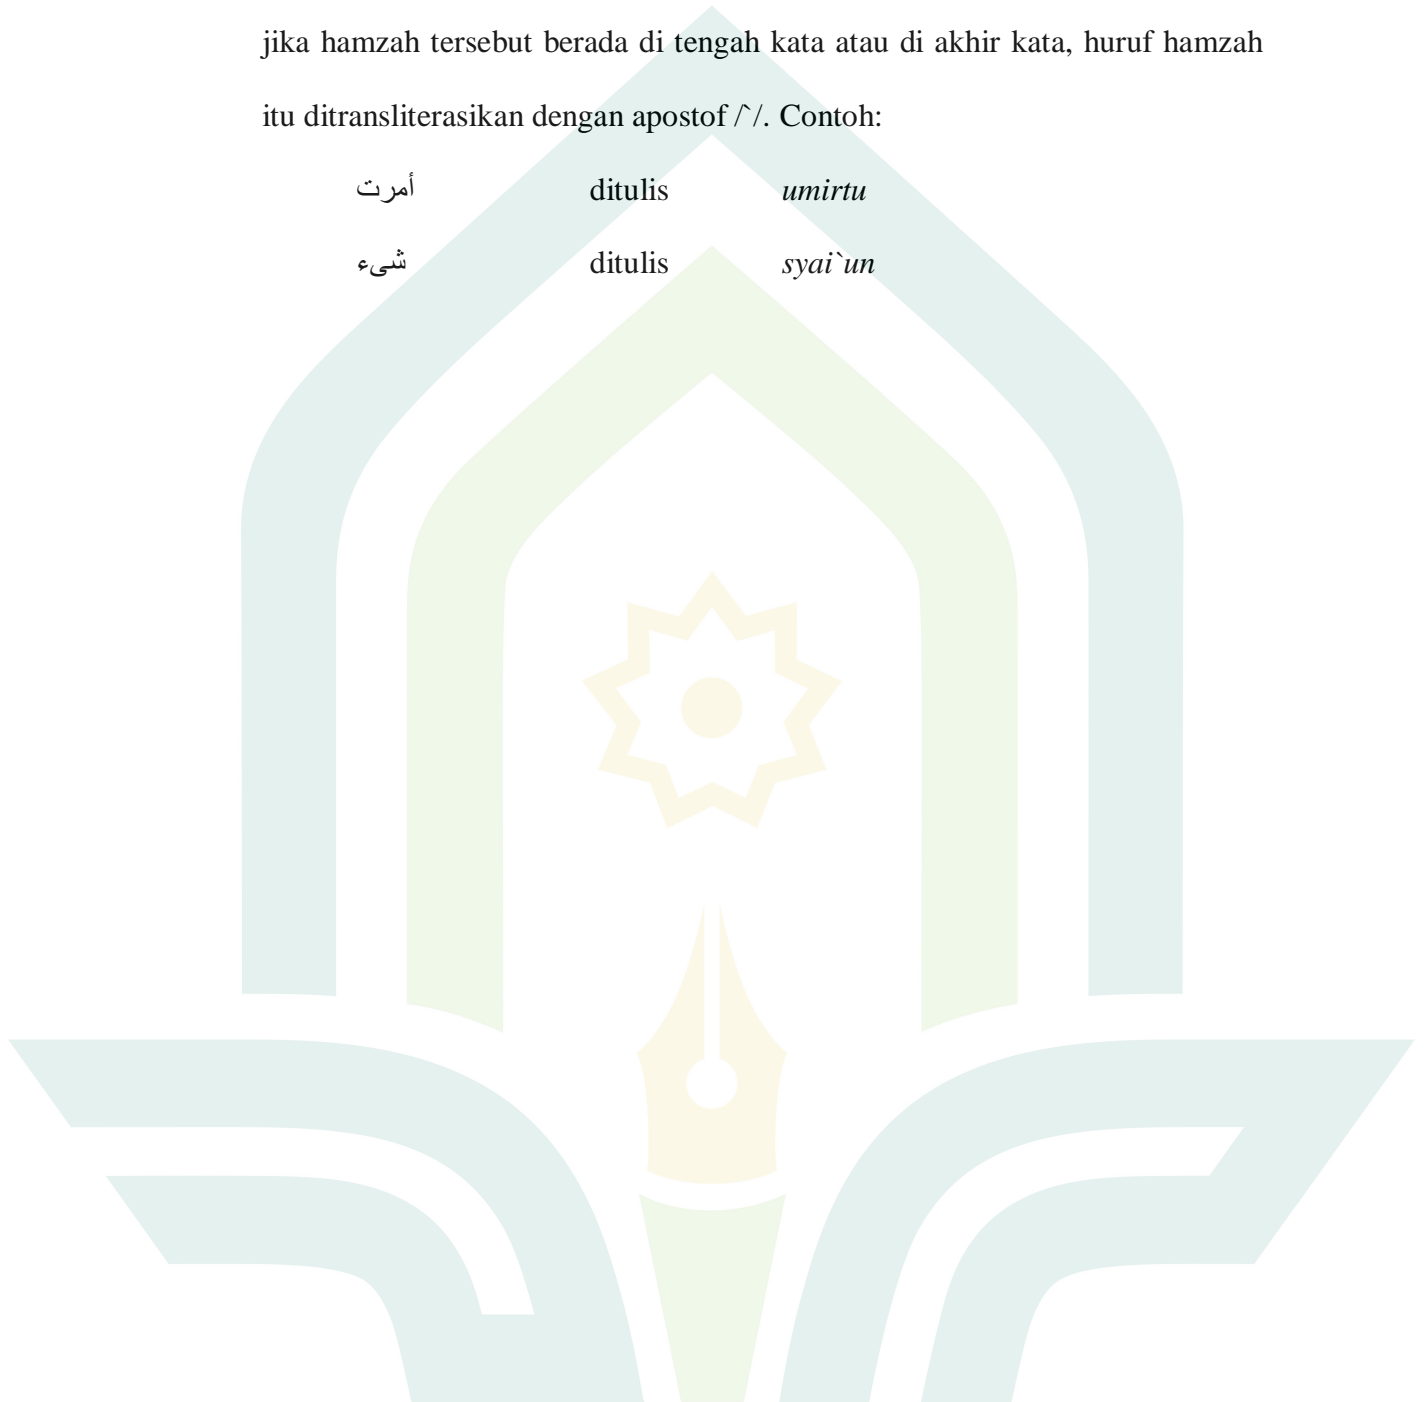 jika hamzah tersebut berada di tengah kata atau di akhir kata, huruf hamzah
itu ditransliterasikan dengan apostof /`/. Contoh:
أمرت ditulis umirtu
شىء ditulis syai`un